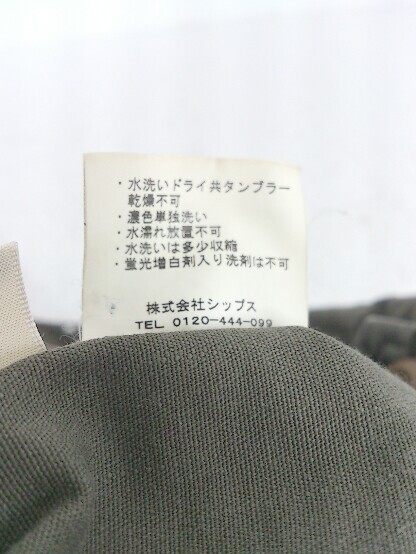 ・水洗いドライ共タンブラー
乾燥不可
・濃色単独洗い
・水濡れ放置不可
・水洗いは多少収縮
・蛍光増白剤入り洗剤は不可
株式会社シップス
TEL 0120-444-099